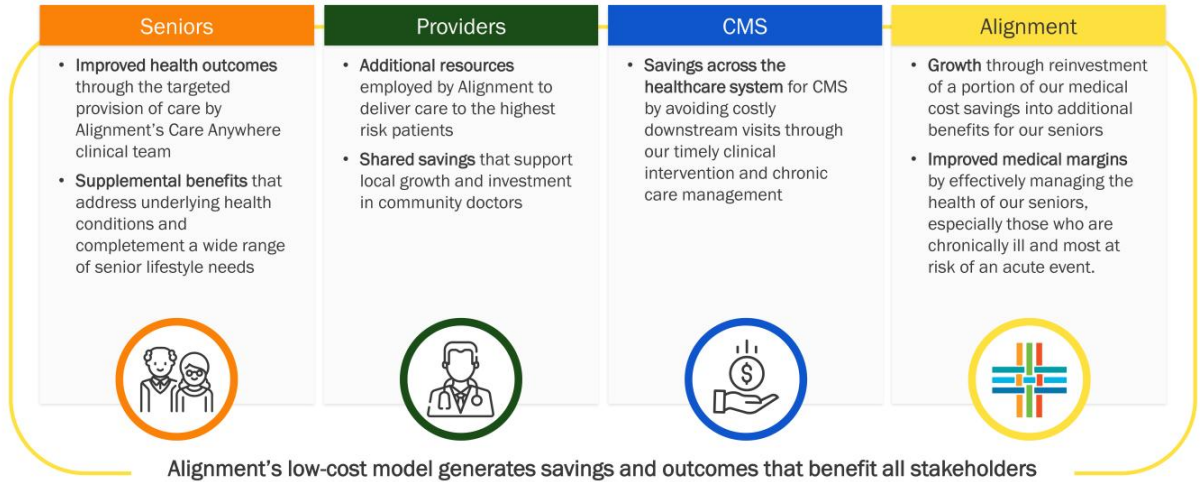 Seniors
• Improved health outcomes
through the targeted
provision of care by
Alignment's Care Anywhere
clinical team
• Supplemental benefits that
address underlying health
conditions and
completement a wide range
of senior lifestyle needs
Providers
• Additional resources
employed by Alignment to
deliver care to the highest
risk patients
• Shared savings that support
local growth and investment
in community doctors
CMS
• Savings across the
healthcare system for CMS
by avoiding costly
downstream visits through
our timely clinical
intervention and chronic
care management
$
Alignment
• Growth through reinvestment
of a portion of our medical
cost savings into additional
benefits for our seniors
• Improved medical margins
by effectively managing the
health of our seniors,
especially those who are
chronically ill and most at
risk of an acute event.
Alignment's low-cost model generates savings and outcomes that benefit all stakeholders